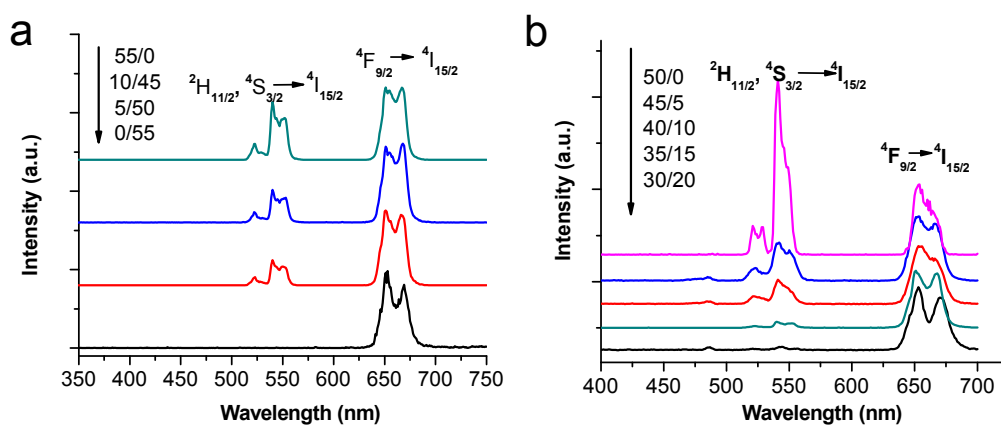 a
55/0
10/45
5/50
0/55
²H₁₁/₂, ⁴S₃/₂ → ⁴I₁₅/₂
⁴F₉/₂ → ⁴I₁₅/₂
Intensity (a.u.)
350 400 450 500 550 600 650 700 750
Wavelength (nm)
b
50/0
45/5
40/10
35/15
30/20
²H₁₁/₂, ⁴S₃/₂ → ⁴I₁₅/₂
⁴F₉/₂ → ⁴I₁₅/₂
Intensity (a.u.)
400 450 500 550 600 650 700
Wavelength (nm)